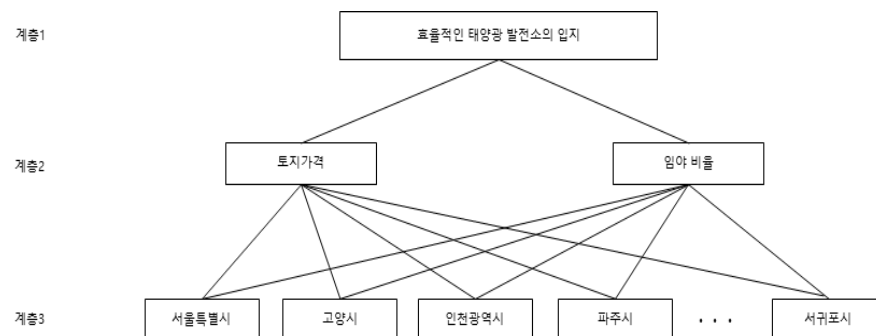 계층1
효율적인 태양광 발전소의 입지
계층2
토지가격
임야 비율
계층3
서울특별시
고양시
인천광역시
파주시
· · ·
서귀포시